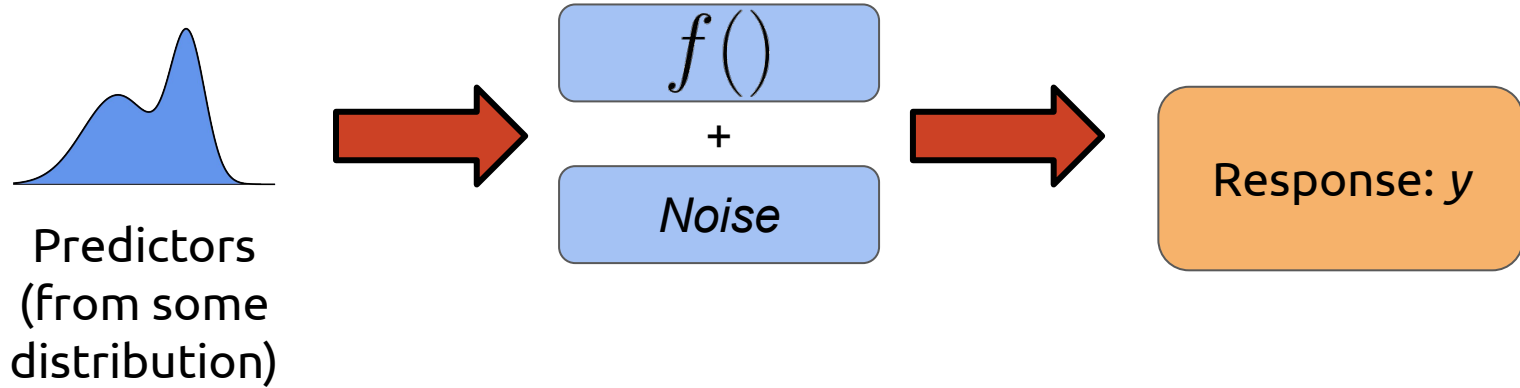 Predictors
(from some
distribution)
f()
+
Noise
Response: y